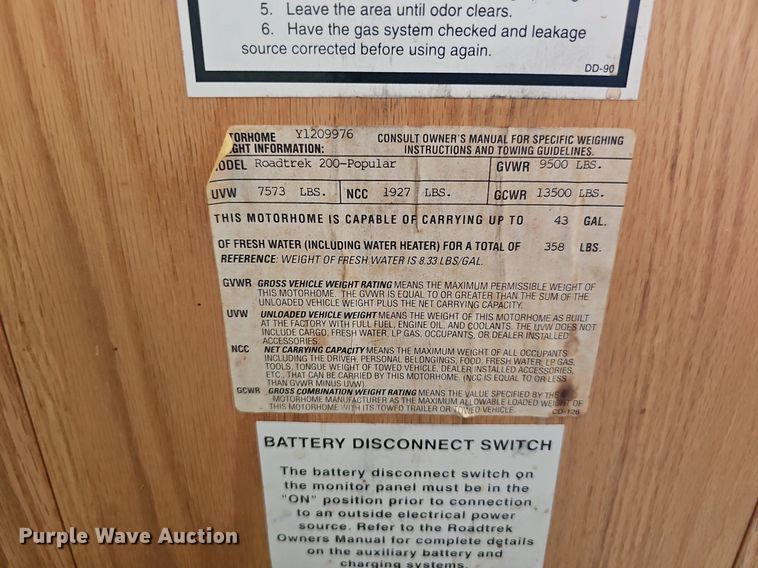 5. Leave the area until odor clears.
6. Have the gas system checked and leakage
source corrected before using again.
DD-90
TORHOME Y1209976 CONSULT OWNER'S MANUAL FOR SPECIFIC WEIGHING
GHT INFORMATION: INSTRUCTIONS AND TOWING GUIDELINES.
ODEL Roadtrek 200-Popular GVWR 9500 LBS.
UVW 7573 LBS. NCC 1927 LBS. GCWR 13500 LBS.
THIS MOTORHOME IS CAPABLE OF CARRYING UP TO 43 GAL.
OF FRESH WATER (INCLUDING WATER HEATER) FOR A TOTAL OF 358 LBS.
REFERENCE: WEIGHT OF FRESH WATER IS 8.33 LBS/GAL.
GVWR GROSS VEHICLE WEIGHT RATING MEANS THE MAXIMUM PERMISSIBLE WEIGHT OF
THIS MOTORHOME. THE GVWR IS EQUAL TO OR GREATER THAN THE SUM OF THE
UNLOADED VEHICLE WEIGHT PLUS THE NET CARRYING CAPACITY.
UVW UNLOADED VEHICLE WEIGHT MEANS THE WEIGHT OF THIS MOTORHOME AS BUILT
AT THE FACTORY WITH FULL FUEL, ENGINE OIL, AND COOLANTS. THE UVW DOES NOT
INCLUDE CARGO, FRESH WATER, LP GAS, OCCUPANTS, OR DEALER INSTALLED
ACCESSORIES.
NCC NET CARRYING CAPACITY MEANS THE MAXIMUM WEIGHT OF ALL OCCUPANTS
INCLUDING THE DRIVER, PERSONAL BELONGINGS, FOOD, FRESH WATER, LP GAS,
TOOLS, TONGUE WEIGHT OF TOWED VEHICLE, DEALER INSTALLED ACCESSORIES,
ETC., THAT CAN BE CARRIED BY THIS MOTORHOME. (NCC IS EQUAL TO OR LESS
THAN GVWR MINUS UVW).
GCWR GROSS COMBINATION WEIGHT RATING MEANS THE VALUE SPECIFIED BY THE
MOTORHOME MANUFACTURER AS THE MAXIMUM ALLOWABLE LOADED WEIGHT OF
THIS MOTORHOME WITH ITS TOWED TRAILER OR TOWED VEHICLE. CD-126
BATTERY DISCONNECT SWITCH
The battery disconnect switch on
the monitor panel must be in the
"ON" position prior to connection
to an outside electrical power
source. Refer to the Roadtrek
Owners Manual for complete details
on the auxiliary battery and
charging systems.
Purple Wave Auction